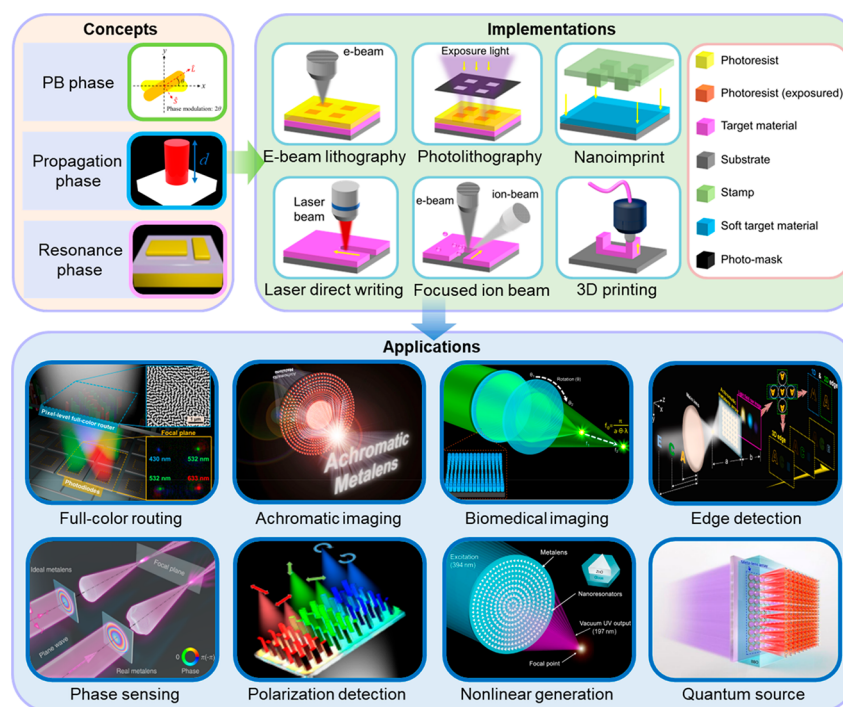 Concepts
PB phase
y
L
x
S
Phase modulation: 2θ
Propagation phase
d
Resonance phase
Implementations
e-beam
E-beam lithography
Exposure light
Photolithography
Nanoimprint
Laser beam
Laser direct writing
e-beam
ion-beam
Focused ion beam
3D printing
Photoresist
Photoresist (exposured)
Target material
Substrate
Stamp
Soft target material
Photo-mask
Applications
Pixel-level full-color router
Focal plane
430 nm
532 nm
532 nm
Photodiodes
Full-color routing
Achromatic
Metalens
Achromatic imaging
Rotation (θ)
Biomedical imaging
a
b
Edge detection
Ideal metalens
Focal plane
Plane wave
Real metalens
0
π(-π)
Phase
Phase sensing
Polarization detection
Excitation
(394 nm)
Metalens
Nanoresonators
Vacuum UV output
(197 nm)
Focal point
Nonlinear generation
Quantum source